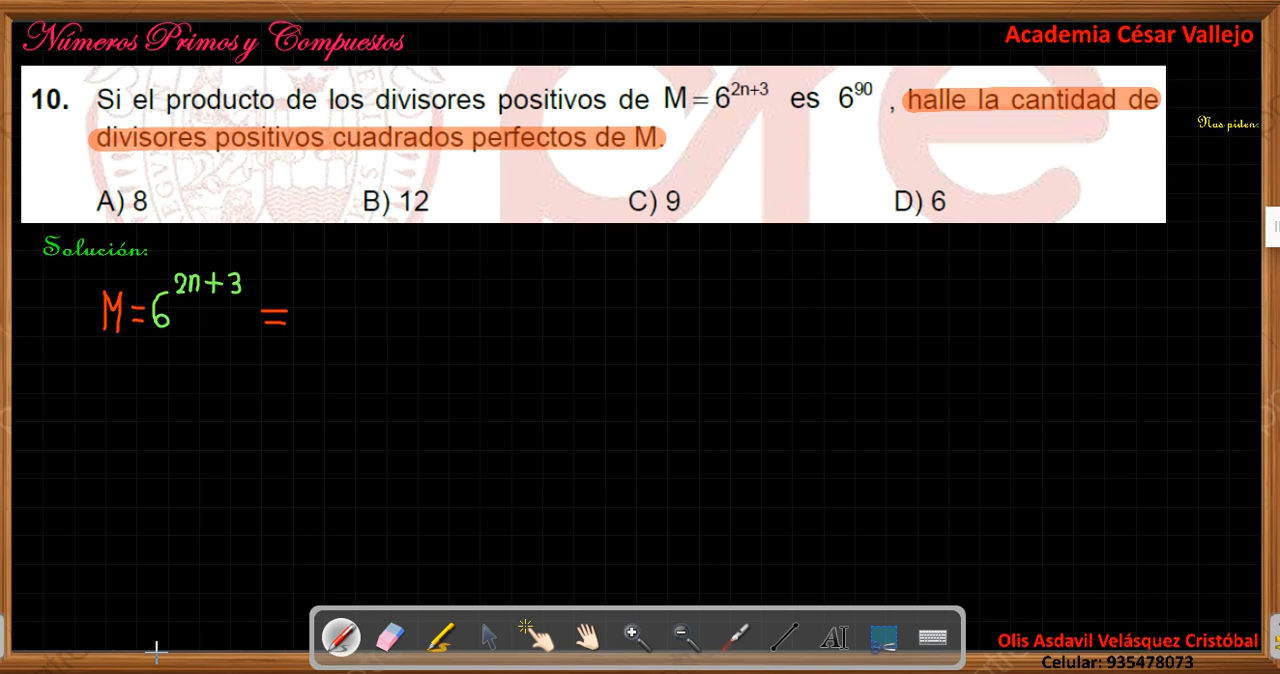 Números Primos y Compuestos
Academia César Vallejo
10. Si el producto de los divisores positivos de M = 6^{2n+3} es 6^{90} , halle la cantidad de
divisores positivos cuadrados perfectos de M.
Nus piden:
A) 8 B) 12 C) 9 D) 6
Solución:
M = 6^{2n+3} =
AI
Olis Asdavil Velásquez Cristóbal
Celular: 935478073